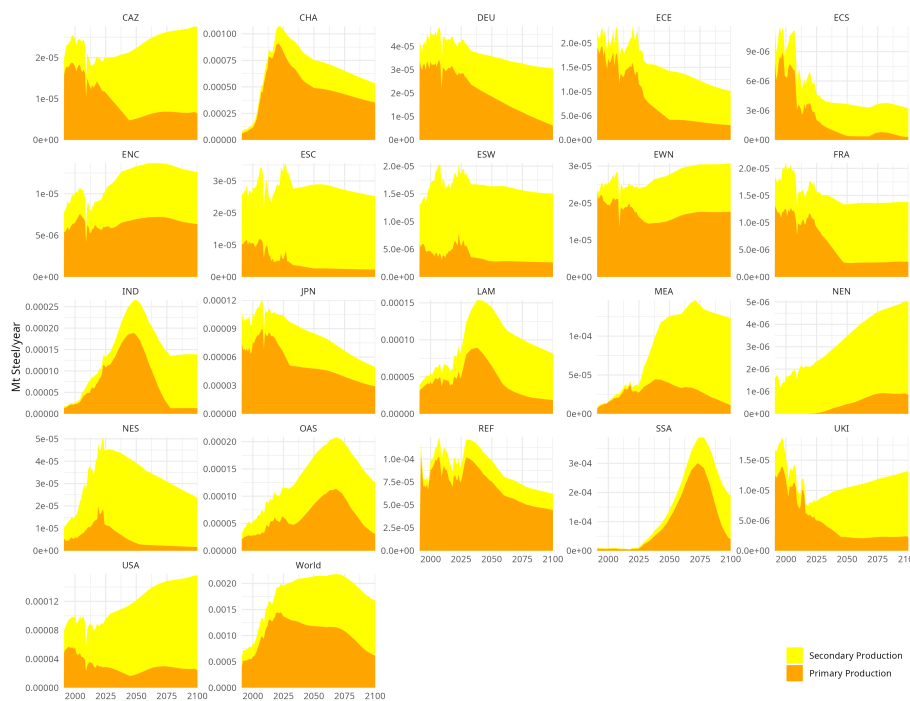 CAZ CHA DEU ECE ECS
2e-05 1e-05 0e+00
0.00100 0.00075 0.00050 0.00025 0.00000
4e-05 3e-05 2e-05 1e-05 0e+00
2.0e-05 1.5e-05 1.0e-05 5.0e-06 0.0e+00
9e-06 6e-06 3e-06 0e+00
ENC ESC ESW EWN FRA
1e-05 5e-06 0e+00
3e-05 2e-05 1e-05 0e+00
2.0e-05 1.5e-05 1.0e-05 5.0e-06 0.0e+00
3e-05 2e-05 1e-05 0e+00
2.0e-05 1.5e-05 1.0e-05 5.0e-06 0.0e+00
Mt Steel/year
IND JPN LAM MEA NEN
0.00025 0.00020 0.00015 0.00010 0.00005 0.00000
0.00012 0.00009 0.00006 0.00003 0.00000
0.00015 0.00010 0.00005 0.00000
1e-04 5e-05 0e+00
5e-06 4e-06 3e-06 2e-06 1e-06 0e+00
NES OAS REF SSA UKI
5e-05 4e-05 3e-05 2e-05 1e-05 0e+00
0.00020 0.00015 0.00010 0.00005 0.00000
1.0e-04 7.5e-05 5.0e-05 2.5e-05 0.0e+00
3e-04 2e-04 1e-04 0e+00
1.5e-05 1.0e-05 5.0e-06 0.0e+00
2000 2025 2050 2075 2100
2000 2025 2050 2075 2100
2000 2025 2050 2075 210
USA World
0.00012 0.00008 0.00004 0.00000
0.0020 0.0015 0.0010 0.0005 0.0000
2000 2025 2050 2075 2100
2000 2025 2050 2075 2100
Secondary Production
Primary Production